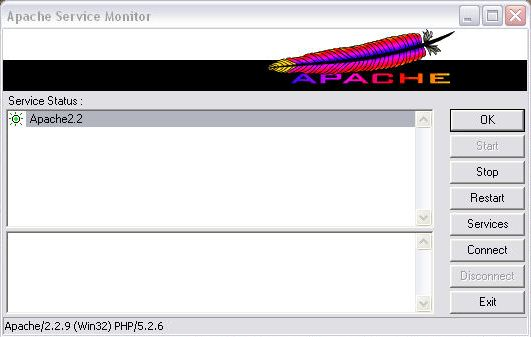 Apache Service Monitor
APACHE
Service Status :
Apache2.2
OK
Start
Stop
Restart
Services
Connect
Disconnect
Exit
Apache/2.2.9 (Win32) PHP/5.2.6